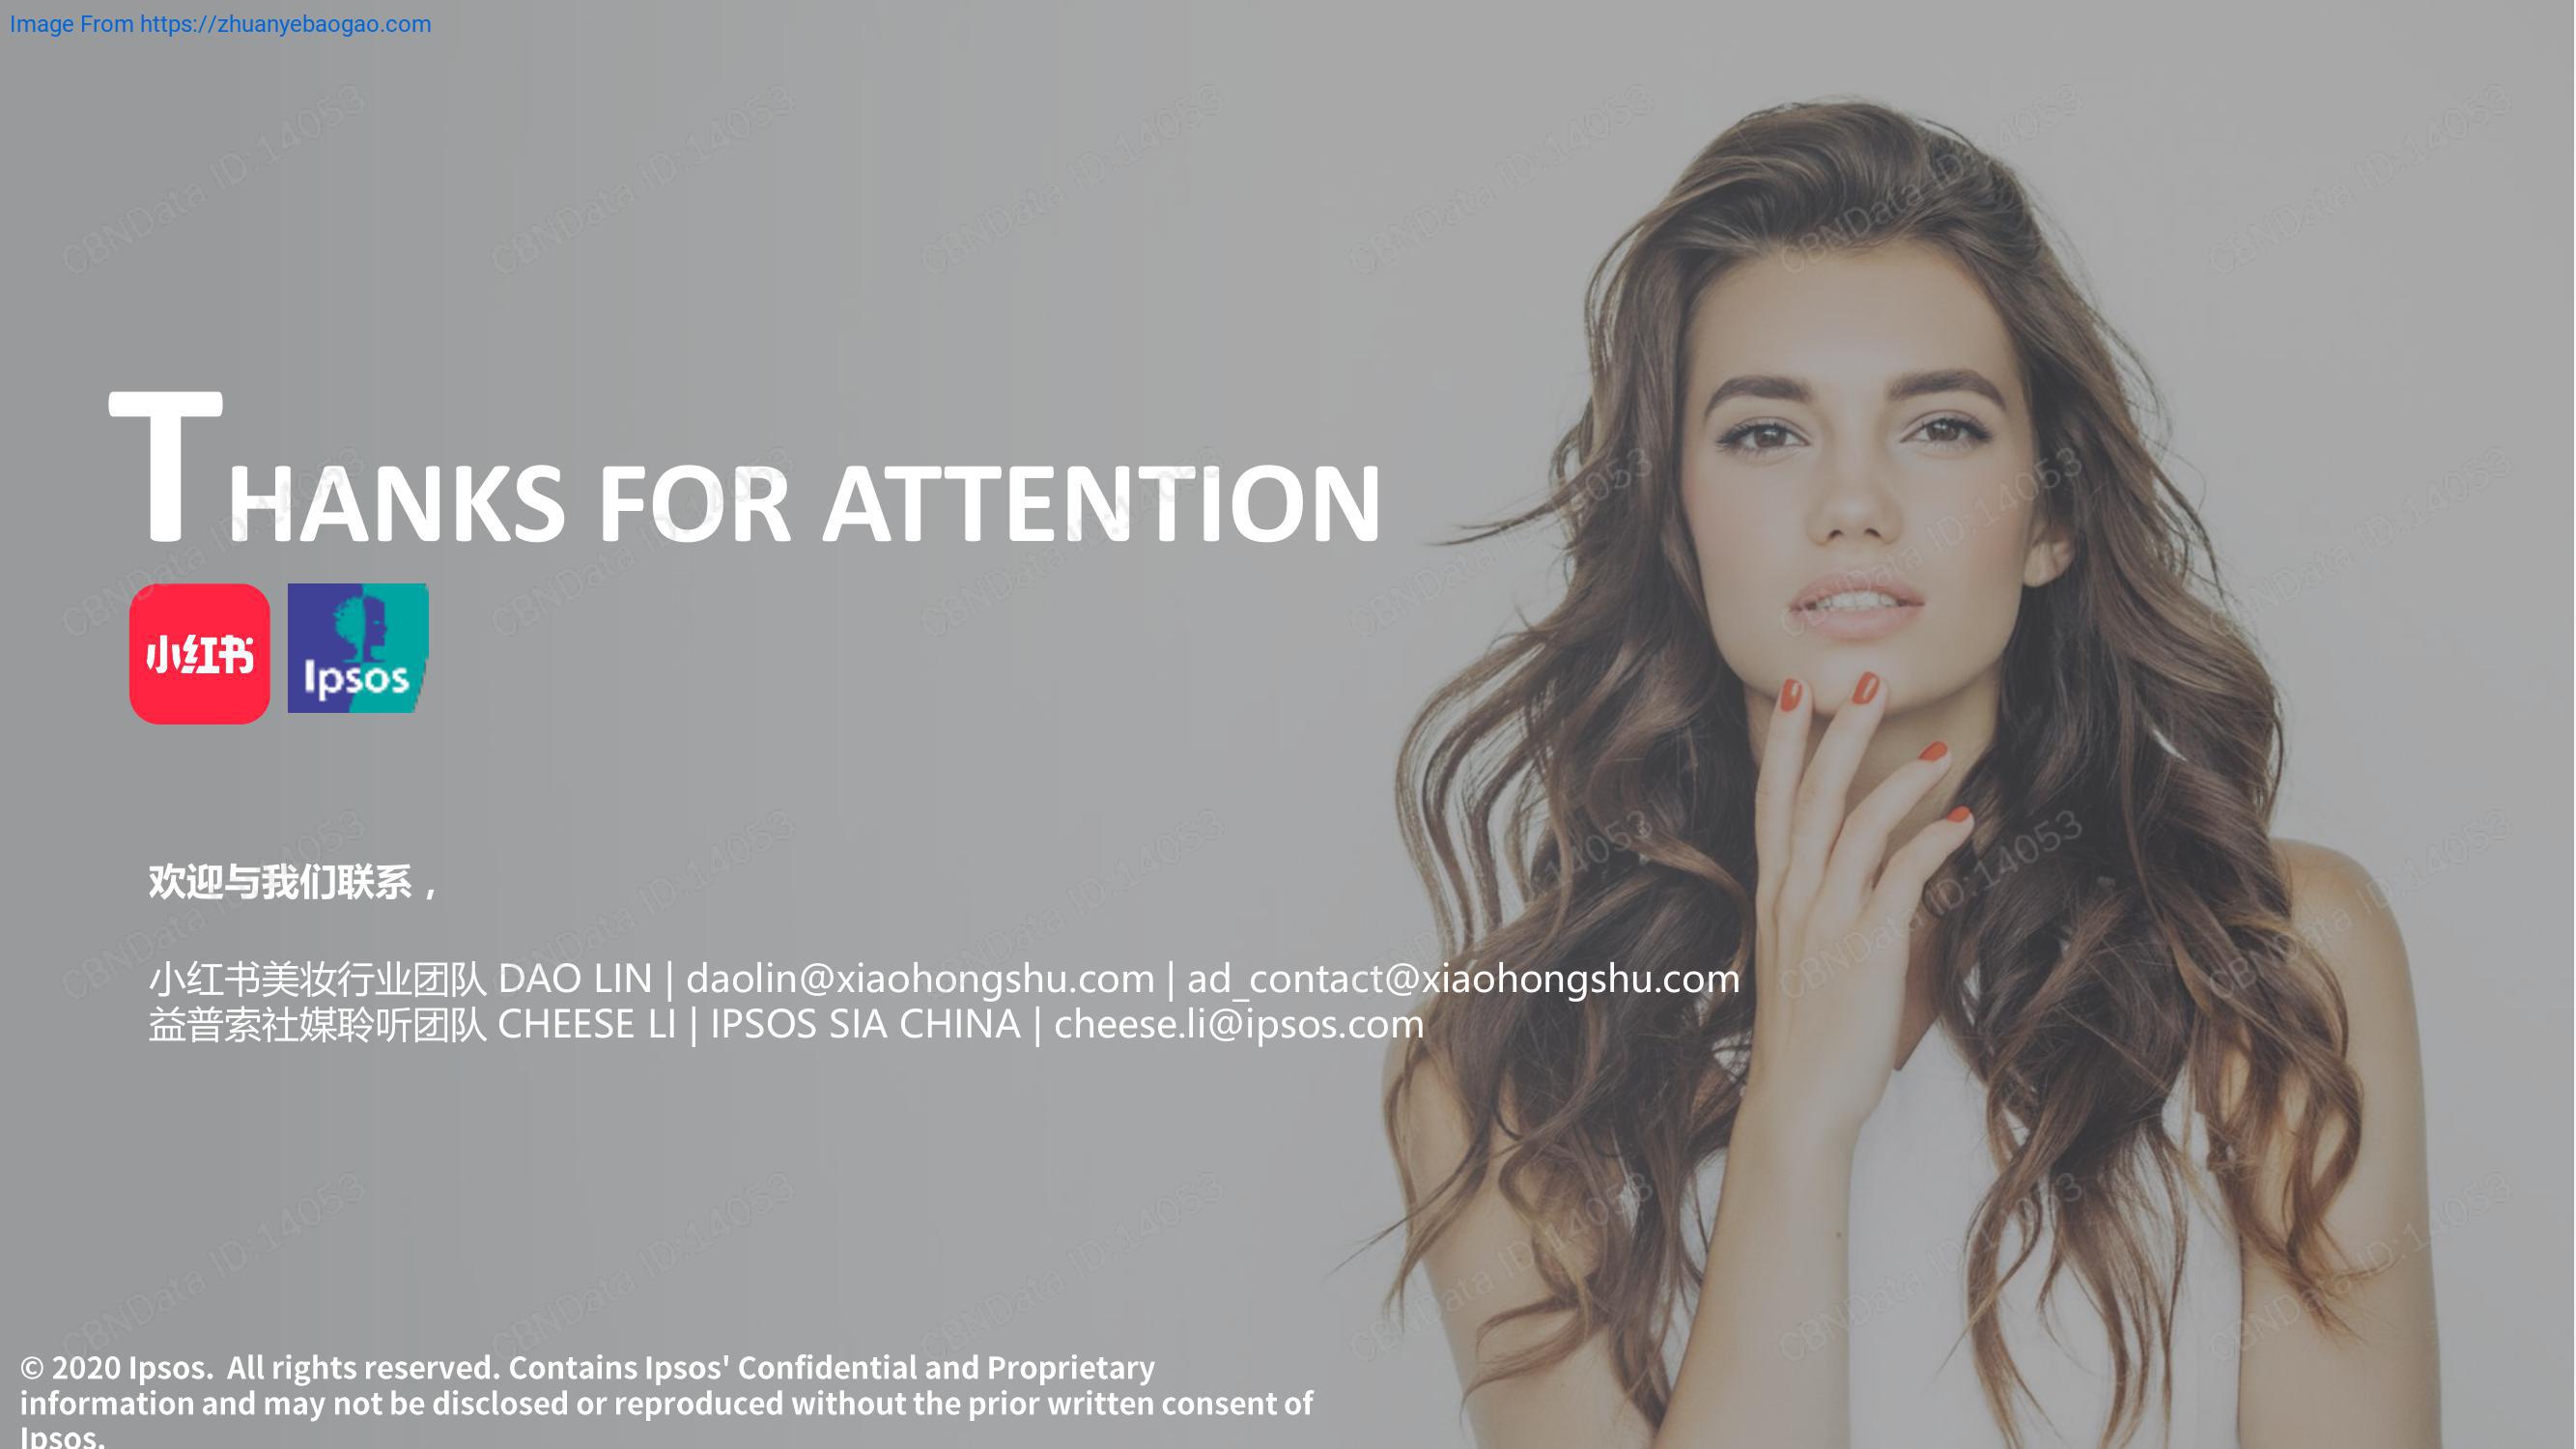 Image From https://zhuanyebaogao.com
THANKS FOR ATTENTION
小红书
Ipsos
欢迎与我们联系，
小红书美妆行业团队 DAO LIN | daolin@xiaohongshu.com | ad_contact@xiaohongshu.com
益普索社媒聆听团队 CHEESE LI | IPSOS SIA CHINA | cheese.li@ipsos.com
© 2020 Ipsos.  All rights reserved. Contains Ipsos' Confidential and Proprietary
information and may not be disclosed or reproduced without the prior written consent of
Ipsos.
CBNData ID:14053